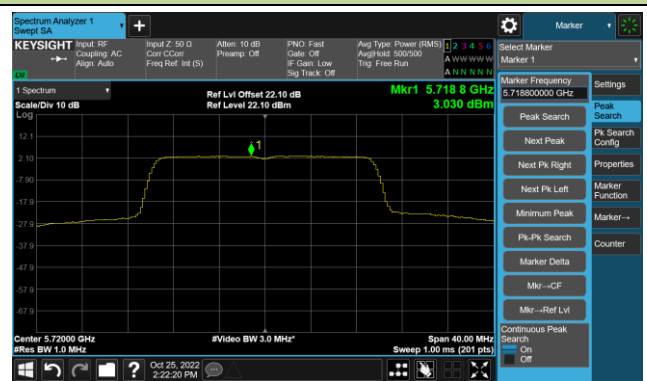 Spectrum Analyzer 1
Swept SA
Marker
KEYSIGHT
Input: RF
Coupling: AC
Align: Auto
Input Z: 50 Ω
Corr CCorr
Freq Ref: Int (S)
Atten: 10 dB
Preamp: Off
PNO: Fast
Gate: Off
IF Gain: Low
Sig Track: Off
Avg Type: Power (RMS)
Avg|Hold: 500/500
Trig: Free Run
1 2 3 4 5 6
A W W W W W
A N N N N N
LW
Select Marker
Marker 1
1 Spectrum
Scale/Div 10 dB
Log
Ref Lvl Offset 22.10 dB
Ref Level 22.10 dBm
Mkr1 5.718 8 GHz
3.030 dBm
1
12.1
2.10
-7.90
-17.9
-27.9
-37.9
-47.9
-57.9
-67.9
Center 5.72000 GHz
#Res BW 1.0 MHz
#Video BW 3.0 MHz*
Span 40.00 MHz
Sweep 1.00 ms (201 pts)
Marker Frequency
5.718800000 GHz
Peak Search
Next Peak
Next Pk Right
Next Pk Left
Minimum Peak
Pk-Pk Search
Marker Delta
Mkr→CF
Mkr→Ref Lvl
Continuous Peak
Search
On
Off
Settings
Peak
Search
Pk Search
Config
Properties
Marker
Function
Marker→
Counter
?
Oct 25, 2022
2:22:20 PM